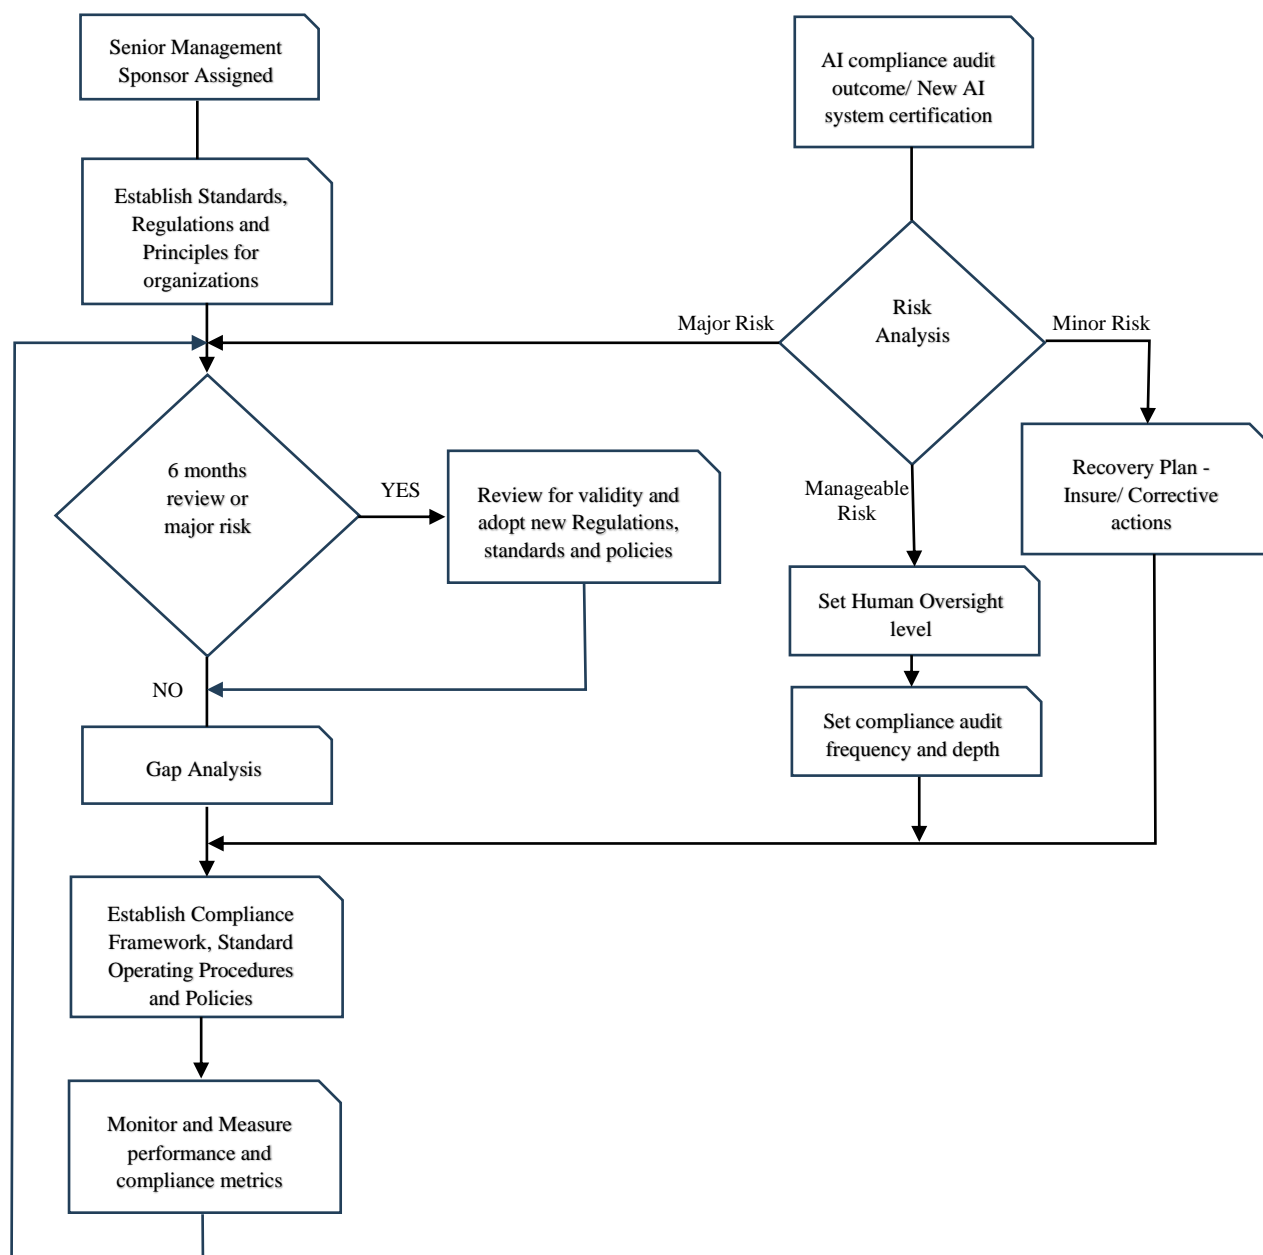 Senior Management
Sponsor Assigned
AI compliance audit
outcome/ New AI
system certification
Establish Standards,
Regulations and
Principles for
organizations
Major Risk
Risk
Analysis
Minor Risk
6 months
review or
major risk
YES
Review for validity and
adopt new Regulations,
standards and policies
Manageable
Risk
Recovery Plan -
Insure/ Corrective
actions
Set Human Oversight
level
NO
Set compliance audit
frequency and depth
Gap Analysis
Establish Compliance
Framework, Standard
Operating Procedures
and Policies
Monitor and Measure
performance and
compliance metrics